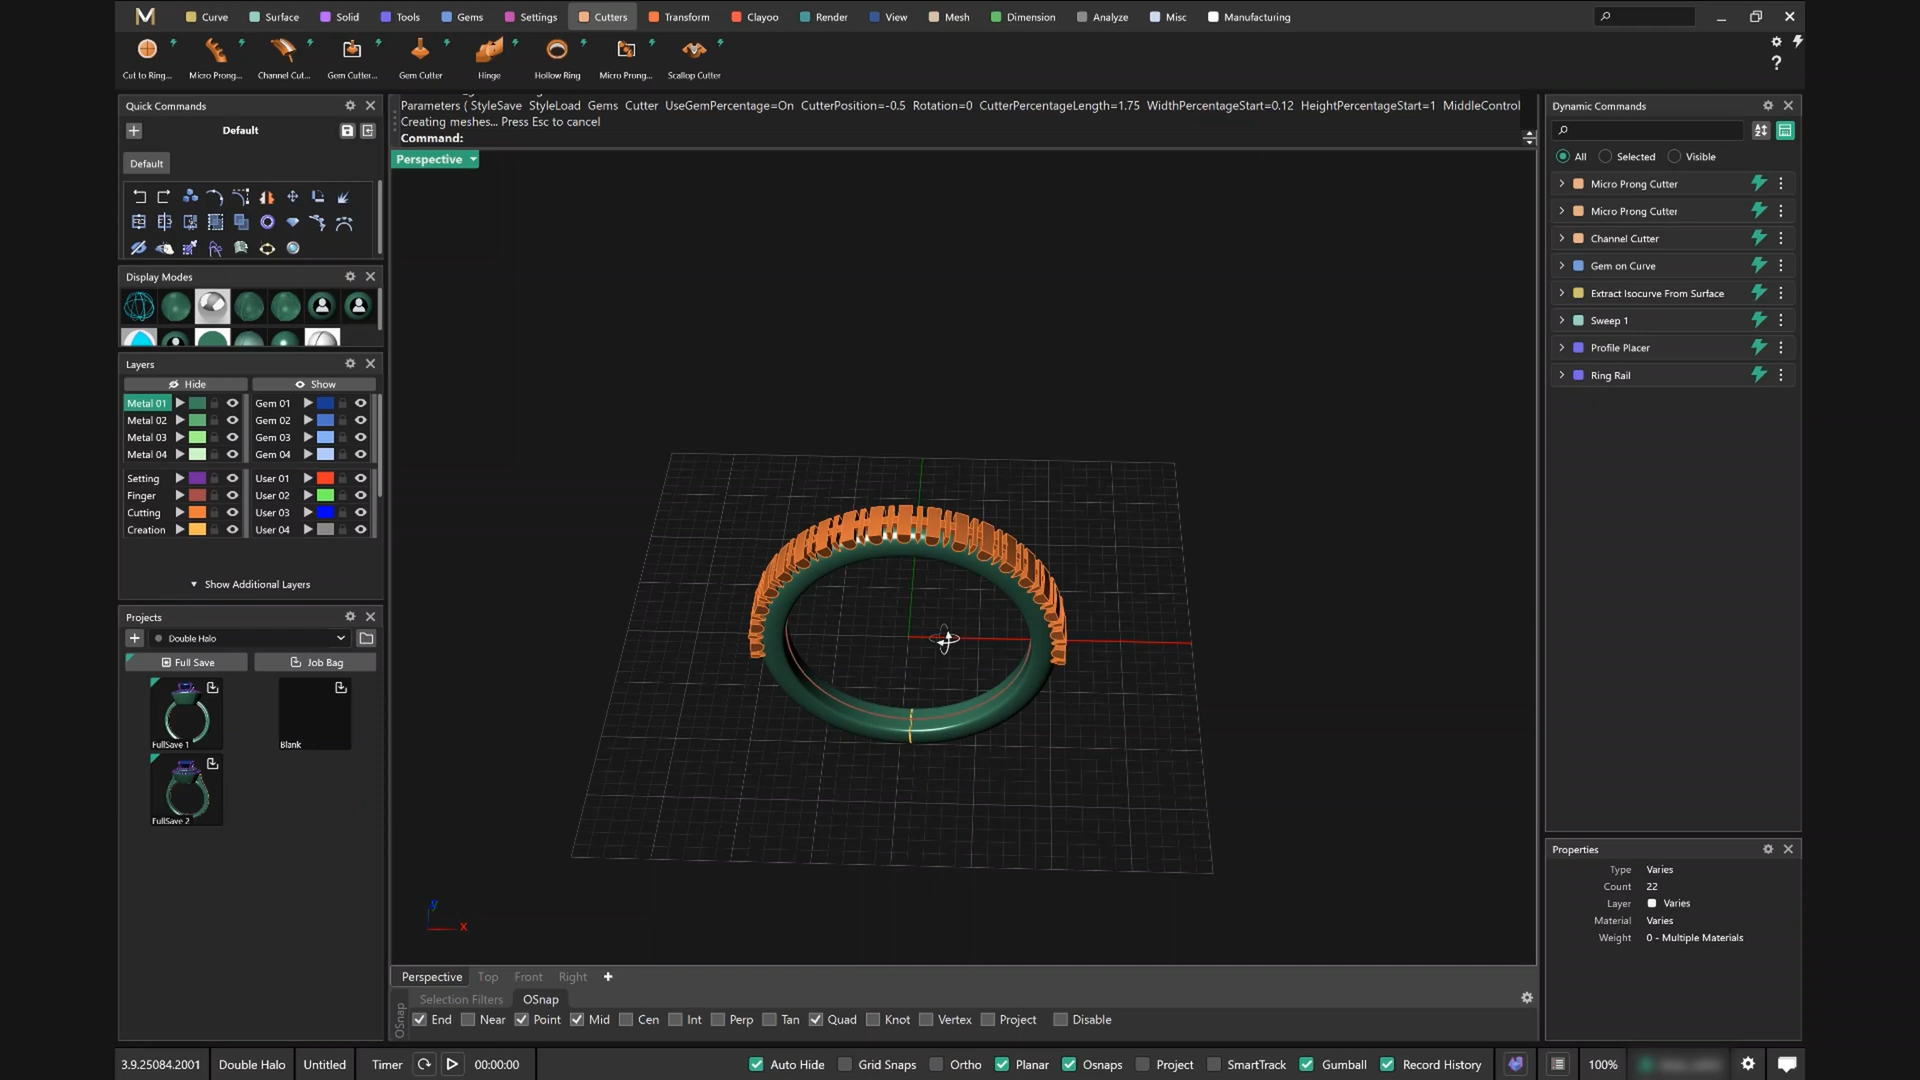 Curve Surface Solid Tools Gems Settings Cutters Transform Clayoo Render View Mesh Dimension Analyze Misc Manufacturing
Cut to Ring... Micro Prong... Channel Cut... Gem Cutter... Gem Cutter Hinge Hollow Ring Micro Prong... Scallop Cutter
Quick Commands
Default
Default
Display Modes
Layers
Hide Show
Metal 01 Gem 01
Metal 02 Gem 02
Metal 03 Gem 03
Metal 04 Gem 04
Setting User 01
Finger User 02
Cutting User 03
Creation User 04
Show Additional Layers
Projects
Double Halo
Full Save Job Bag
FullSave 1 Blank
FullSave 2
Parameters ( StyleSave StyleLoad Gems Cutter UseGemPercentage=On CutterPosition=-0.5 Rotation=0 CutterPercentageLength=1.75 WidthPercentageStart=0.12 HeightPercentageStart=1 MiddleControl
Creating meshes... Press Esc to cancel
Command:
Perspective
y
x
Perspective Top Front Right
Selection Filters OSnap
OSnap
End Near Point Mid Cen Int Perp Tan Quad Knot Vertex Project Disable
Dynamic Commands
All Selected Visible
Micro Prong Cutter
Micro Prong Cutter
Channel Cutter
Gem on Curve
Extract Isocurve From Surface
Sweep 1
Profile Placer
Ring Rail
Properties
Type Varies
Count 22
Layer Varies
Material Varies
Weight 0 - Multiple Materials
3.9.25084.2001 Double Halo Untitled Timer 00:00:00 Auto Hide Grid Snaps Ortho Planar Osnaps Project SmartTrack Gumball Record History 100%